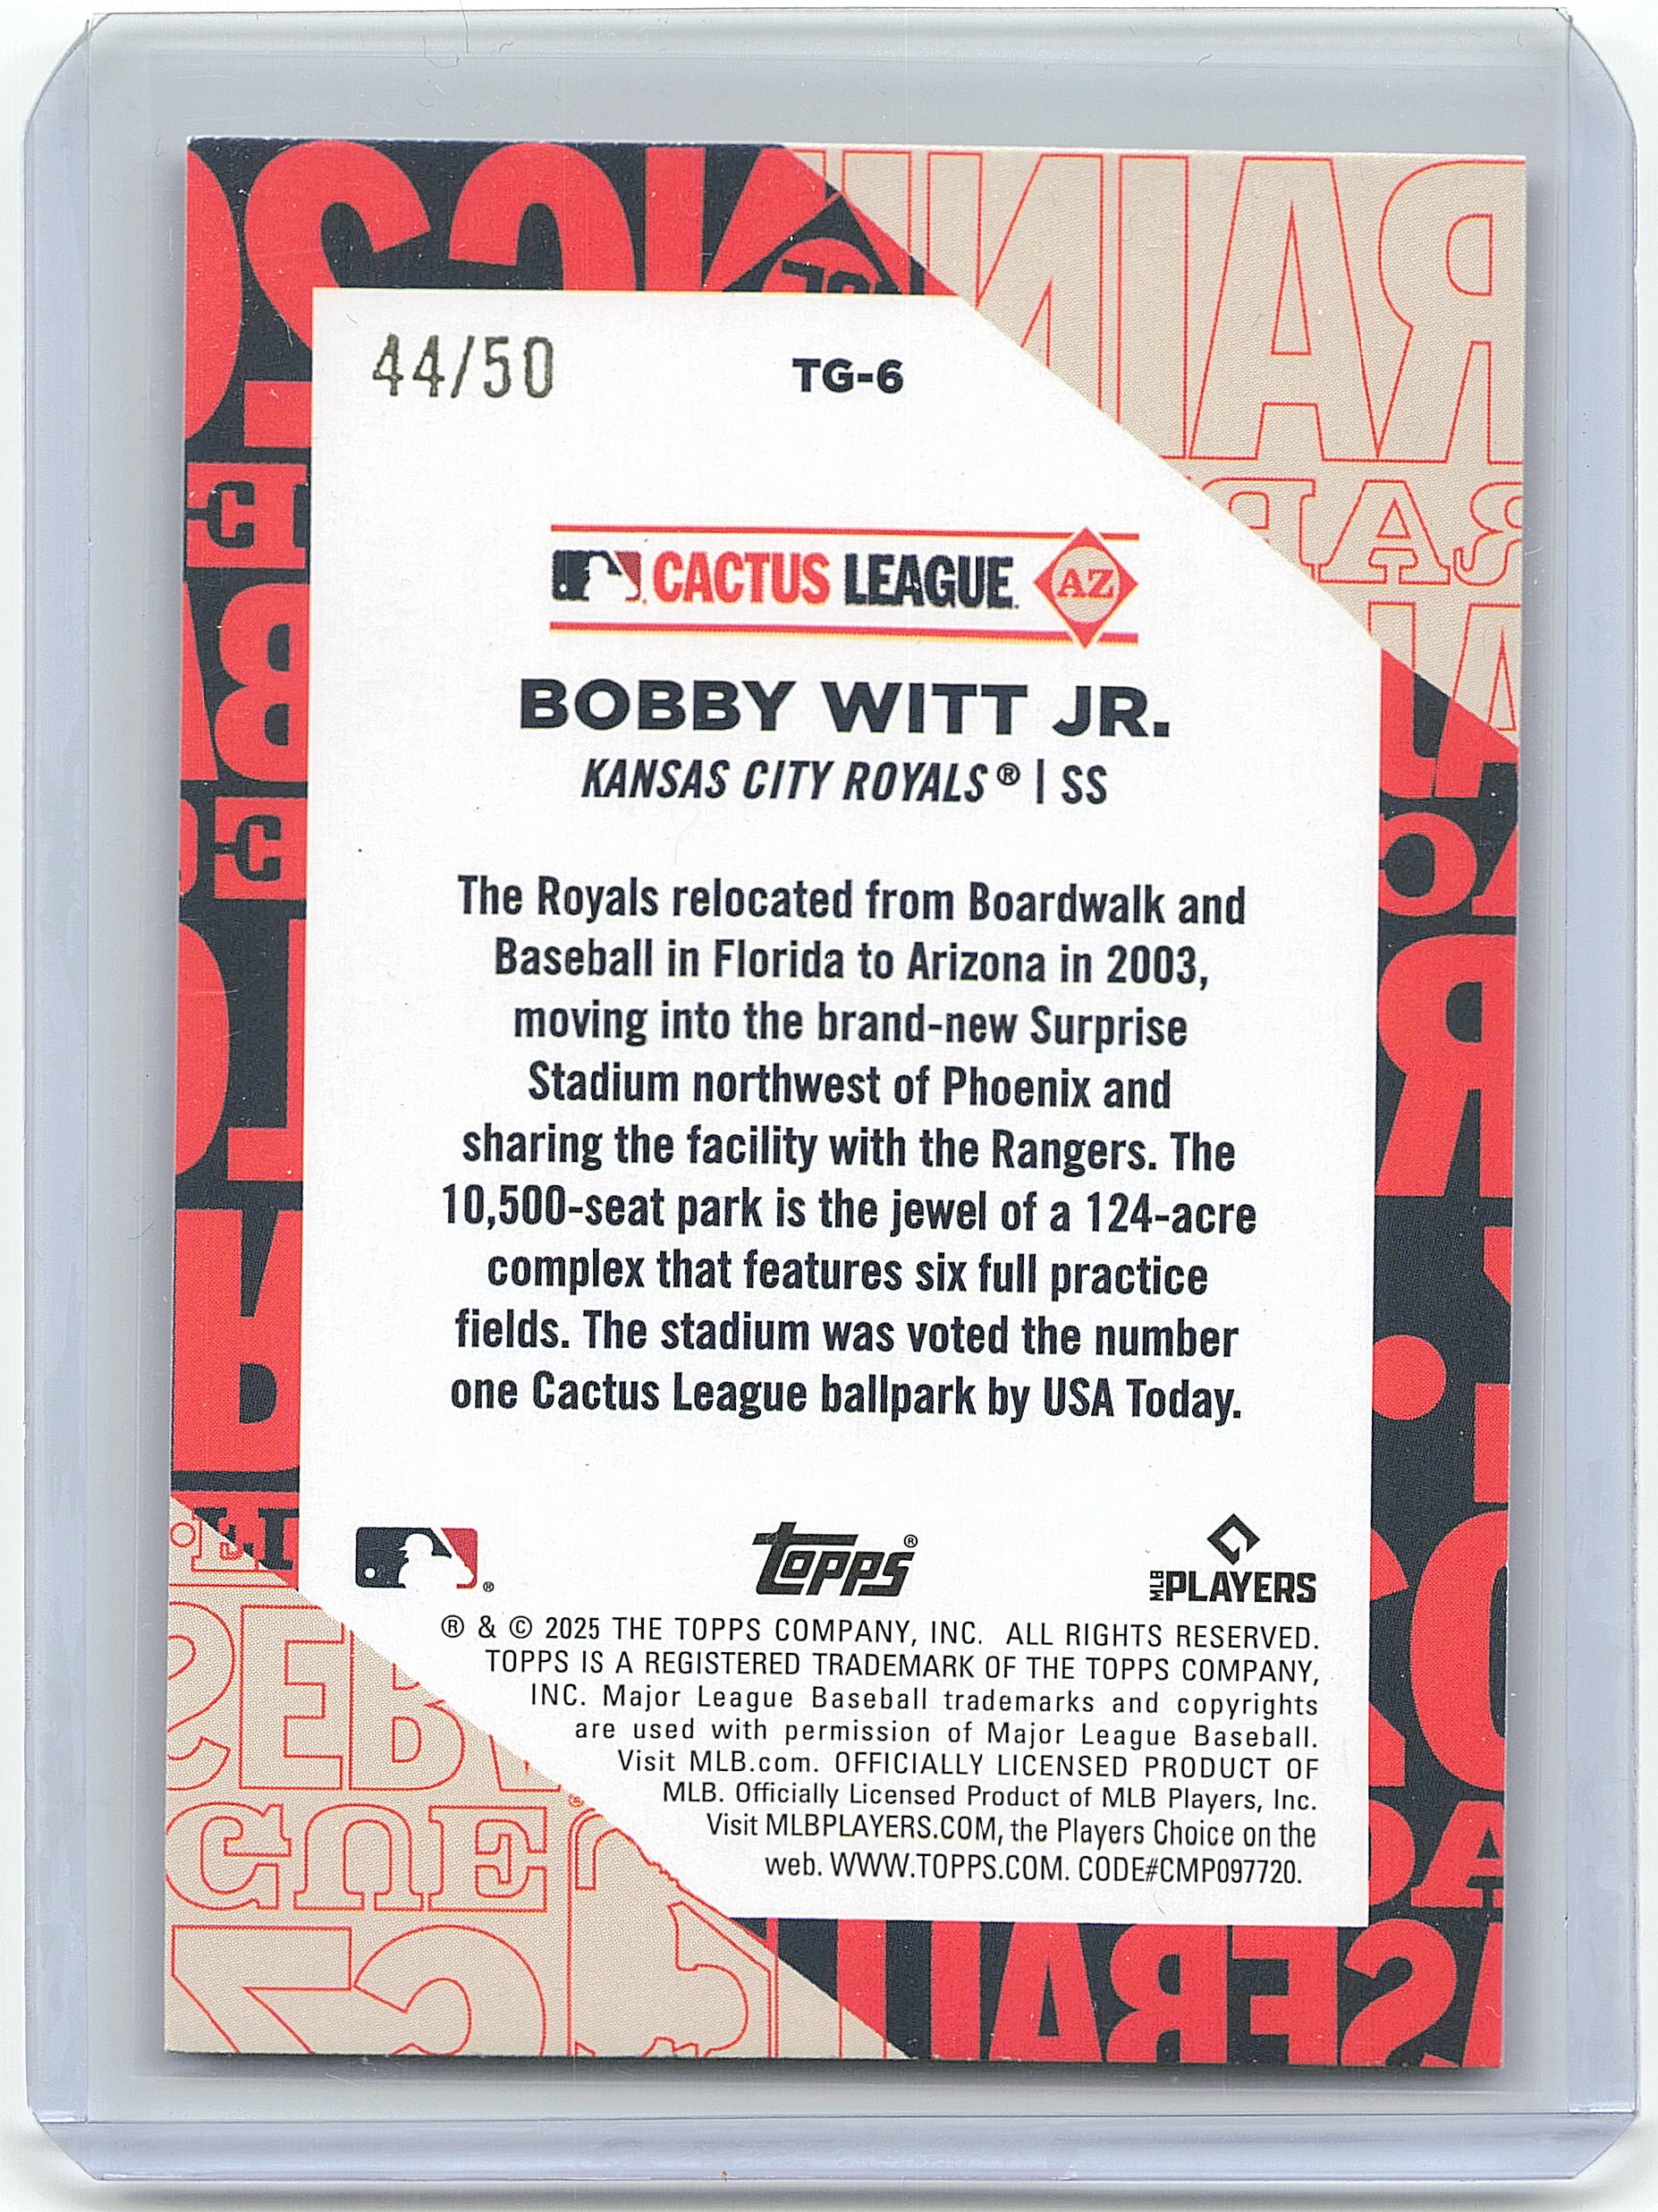 44/50
TG-6
CACTUS LEAGUE. AZ
BOBBY WITT JR.
KANSAS CITY ROYALS® | SS
The Royals relocated from Boardwalk and
Baseball in Florida to Arizona in 2003,
moving into the brand-new Surprise
Stadium northwest of Phoenix and
sharing the facility with the Rangers. The
10,500-seat park is the jewel of a 124-acre
complex that features six full practice
fields. The stadium was voted the number
one Cactus League ballpark by USA Today.
® topps® MLB PLAYERS
® & © 2025 THE TOPPS COMPANY, INC. ALL RIGHTS RESERVED.
TOPPS IS A REGISTERED TRADEMARK OF THE TOPPS COMPANY,
INC. Major League Baseball trademarks and copyrights
are used with permission of Major League Baseball.
Visit MLB.com. OFFICIALLY LICENSED PRODUCT OF
MLB. Officially Licensed Product of MLB Players, Inc.
Visit MLBPLAYERS.COM, the Players Choice on the
web. WWW.TOPPS.COM. CODE#CMP097720.